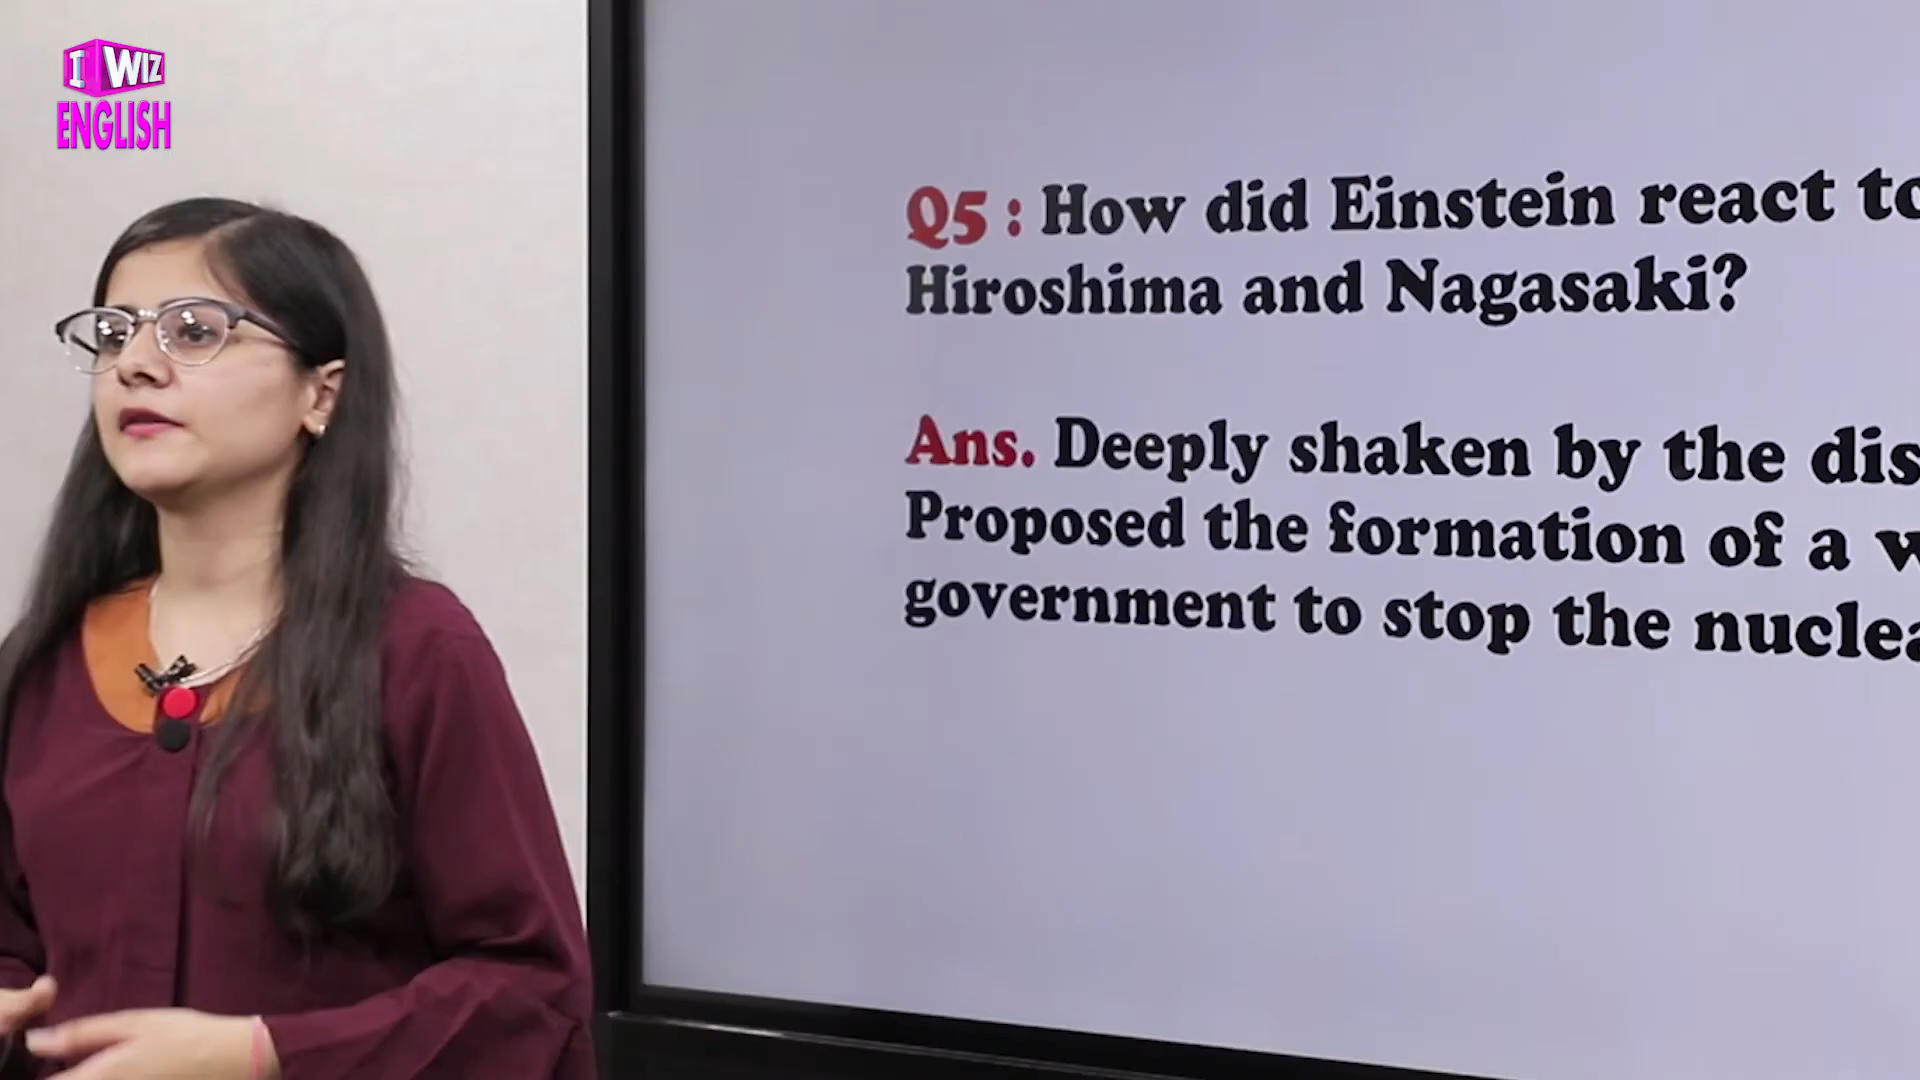 I WIZ
ENGLISH
Q5 : How did Einstein react to
Hiroshima and Nagasaki?
Ans. Deeply shaken by the dis
Proposed the formation of a w
government to stop the nuclea